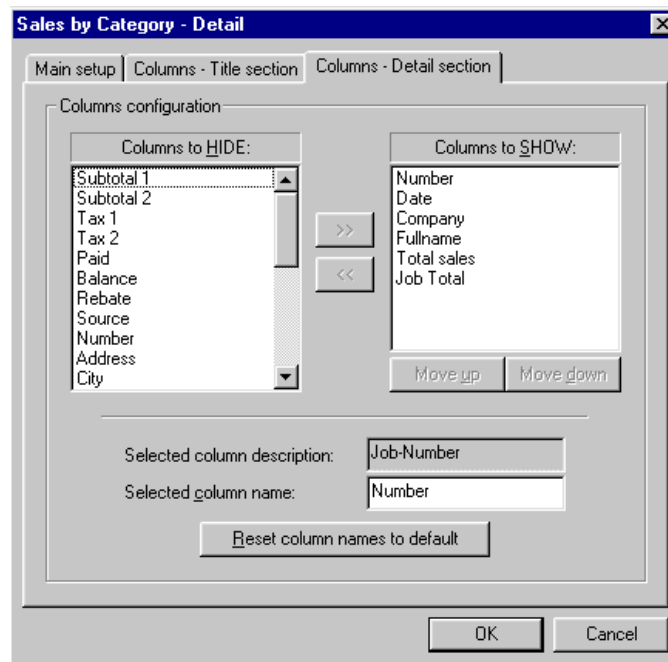 Sales by Category - Detail
Main setup
Columns - Title section
Columns - Detail section
Columns configuration
Columns to HIDE:
Subtotal 1
Subtotal 2
Tax 1
Tax 2
Paid
Balance
Rebate
Source
Number
Address
City
>>
<<
Columns to SHOW:
Number
Date
Company
Fullname
Total sales
Job Total
Move up
Move down
Selected column description:
Job-Number
Selected column name:
Number
Reset column names to default
OK
Cancel